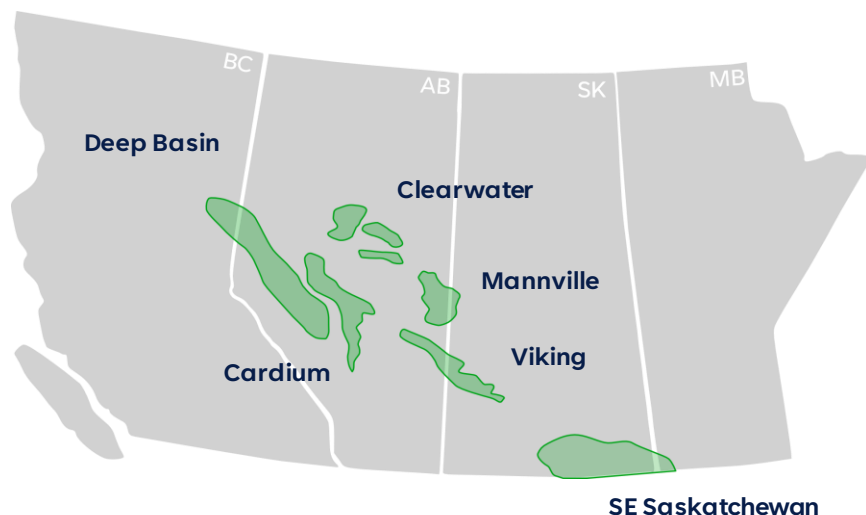 BC
AB
SK
MB
Deep Basin
Clearwater
Mannville
Viking
Cardium
SE Saskatchewan